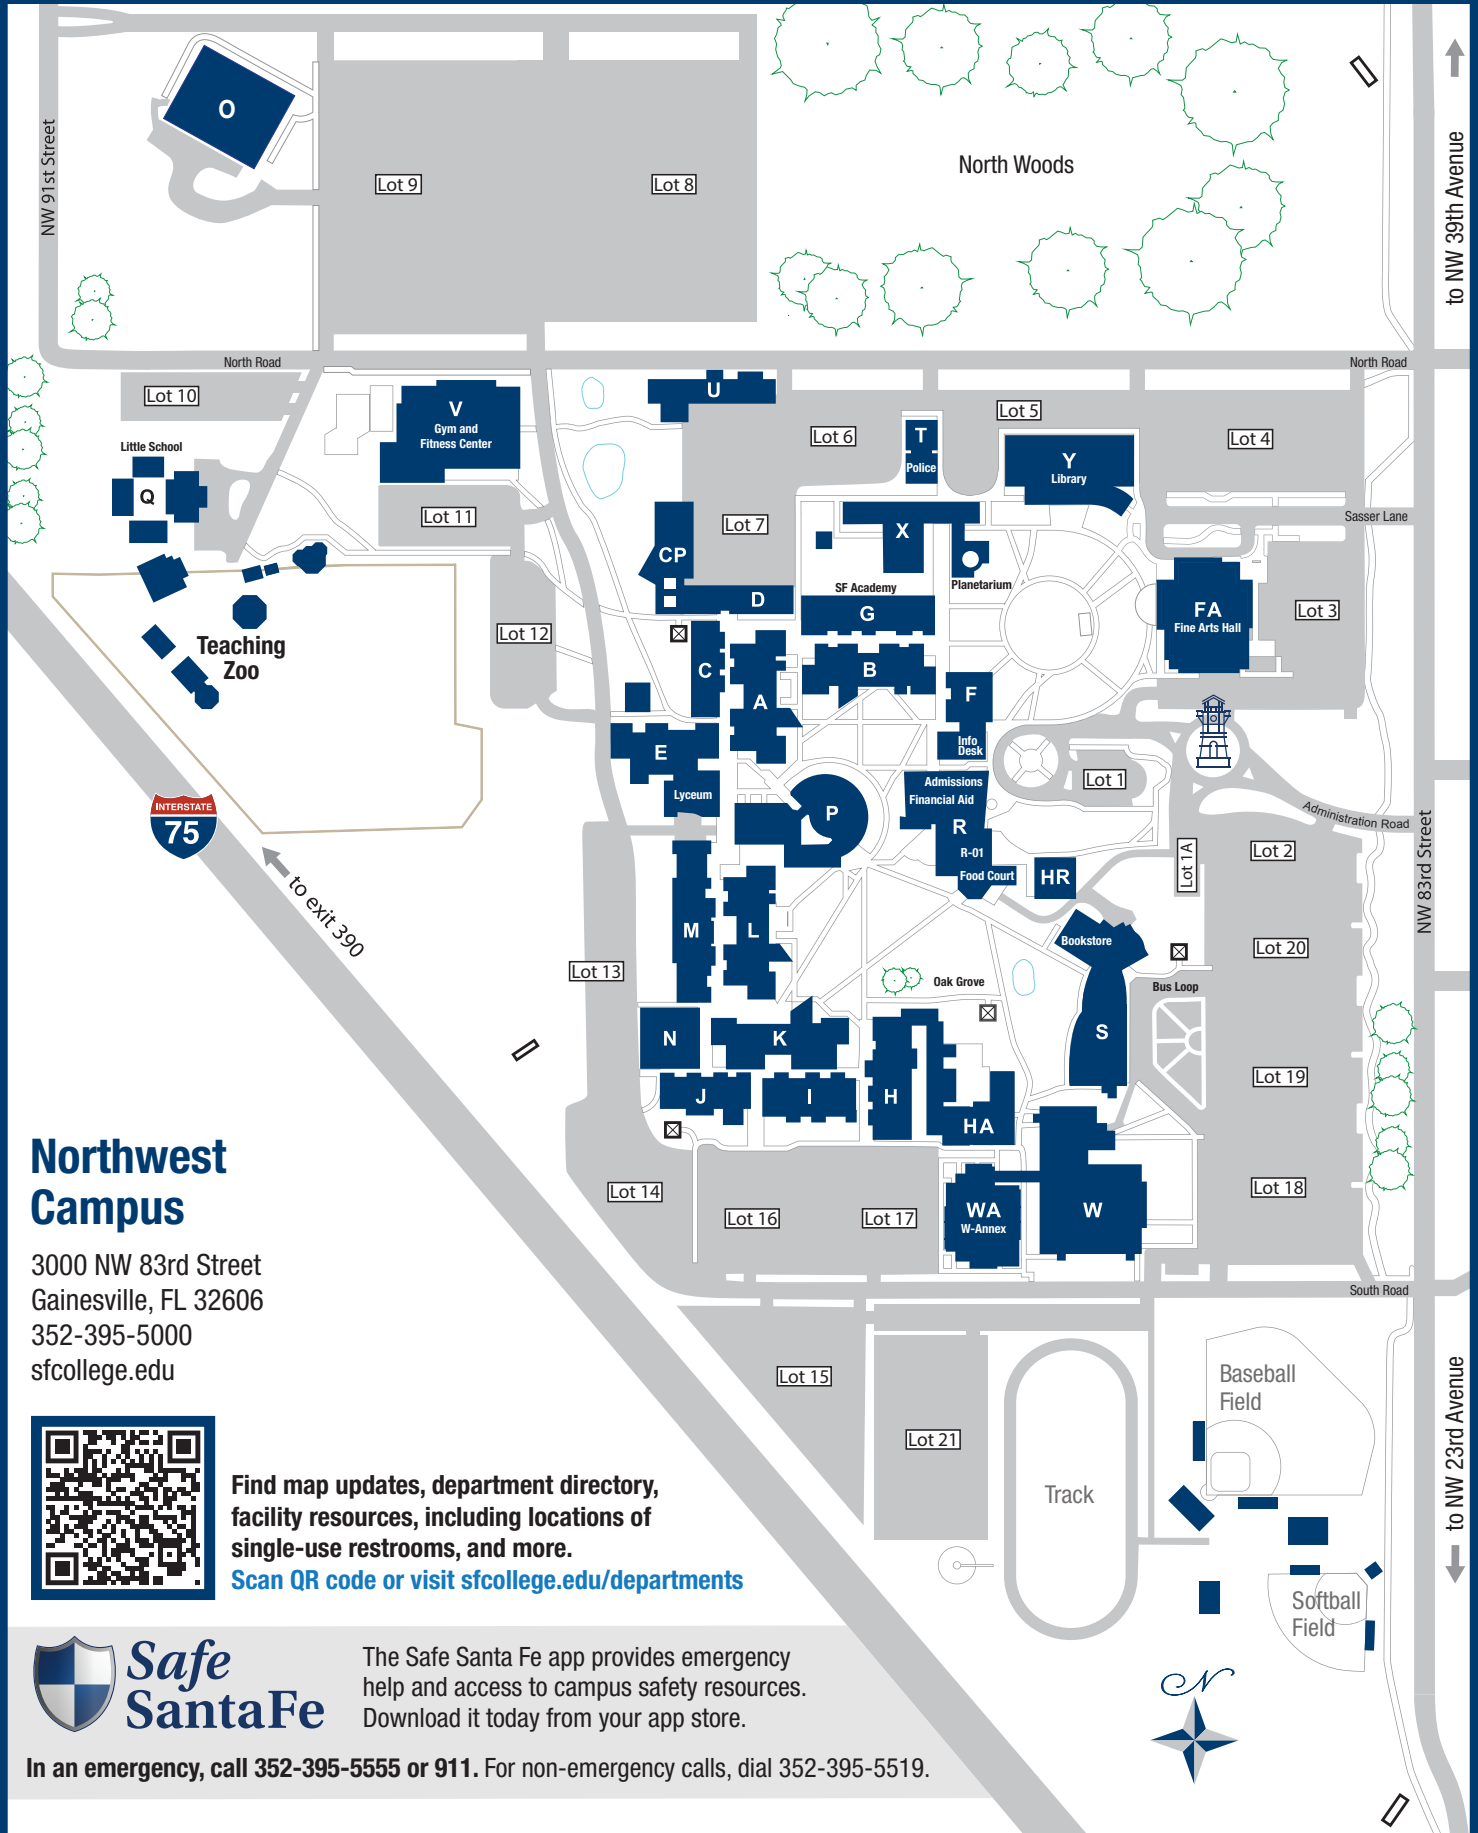 O
NW 91st Street
Lot 9
Lot 8
North Woods
to NW 39th Avenue
North Road
North Road
Lot 10
U
V
Gym and
Fitness Center
Lot 5
Lot 6
T
Police
Lot 4
Little School
Y
Library
Q
Lot 11
Lot 7
X
Sasser Lane
CP
Planetarium
SF Academy
D
G
FA
Fine Arts Hall
Lot 3
Lot 12
Teaching
Zoo
C
B
A
F
Info
Desk
E
Lyceum
Lot 1
Admissions
Financial Aid
INTERSTATE
75
P
R
Administration Road
R-01
Lot 1A
Lot 2
Food Court
HR
NW 83rd Street
to exit 390
M
L
Bookstore
Lot 20
Lot 13
Oak Grove
Bus Loop
N
K
S
Lot 19
J
I
H
HA
Lot 14
Lot 18
Lot 16
Lot 17
WA
W-Annex
W
South Road
Northwest
Campus
3000 NW 83rd Street
Gainesville, FL 32606
352-395-5000
sfcollege.edu
Lot 15
Baseball
Field
Lot 21
Track
to NW 23rd Avenue
Find map updates, department directory,
facility resources, including locations of
single-use restrooms, and more.
Scan QR code or visit sfcollege.edu/departments
Softball
Field
N
Safe
SantaFe
The Safe Santa Fe app provides emergency
help and access to campus safety resources.
Download it today from your app store.
In an emergency, call 352-395-5555 or 911. For non-emergency calls, dial 352-395-5519.